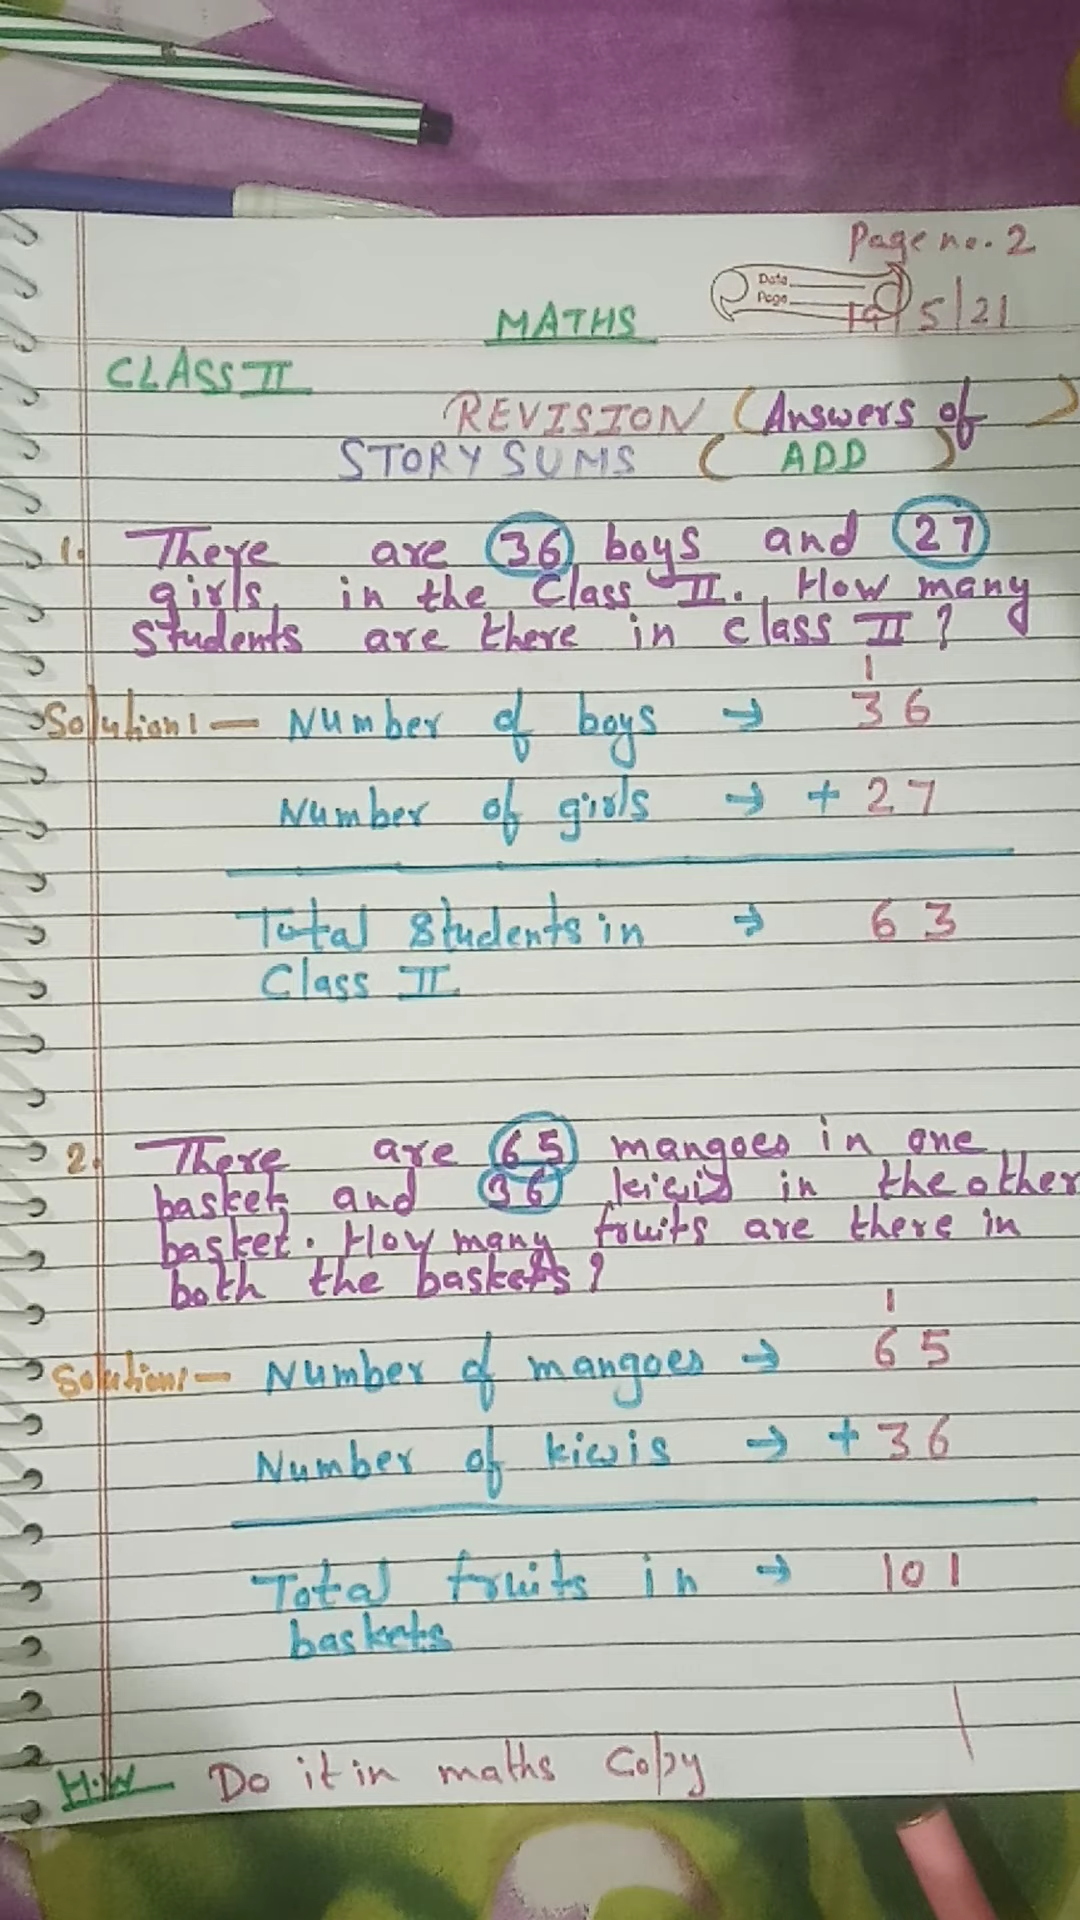 Page no. 2
Date
Page
19/5/21
MATHS
CLASS II
REVISION (Answers of )
STORY SUMS ( ADD )
1. There are 36 boys and 27
girls, in the Class II. How many
students are there in class II ?
1
Solution:- Number of boys → 36
Number of girls → + 27
Total students in → 63
Class II
2. There are 65 mangoes in one
basket and 36 kiwis in the other
basket. How many fruits are there in
both the baskets?
1
Solution:- Number of mangoes → 65
Number of kiwis → + 36
Total fruits in → 101
baskets
H.W Do it in maths Copy